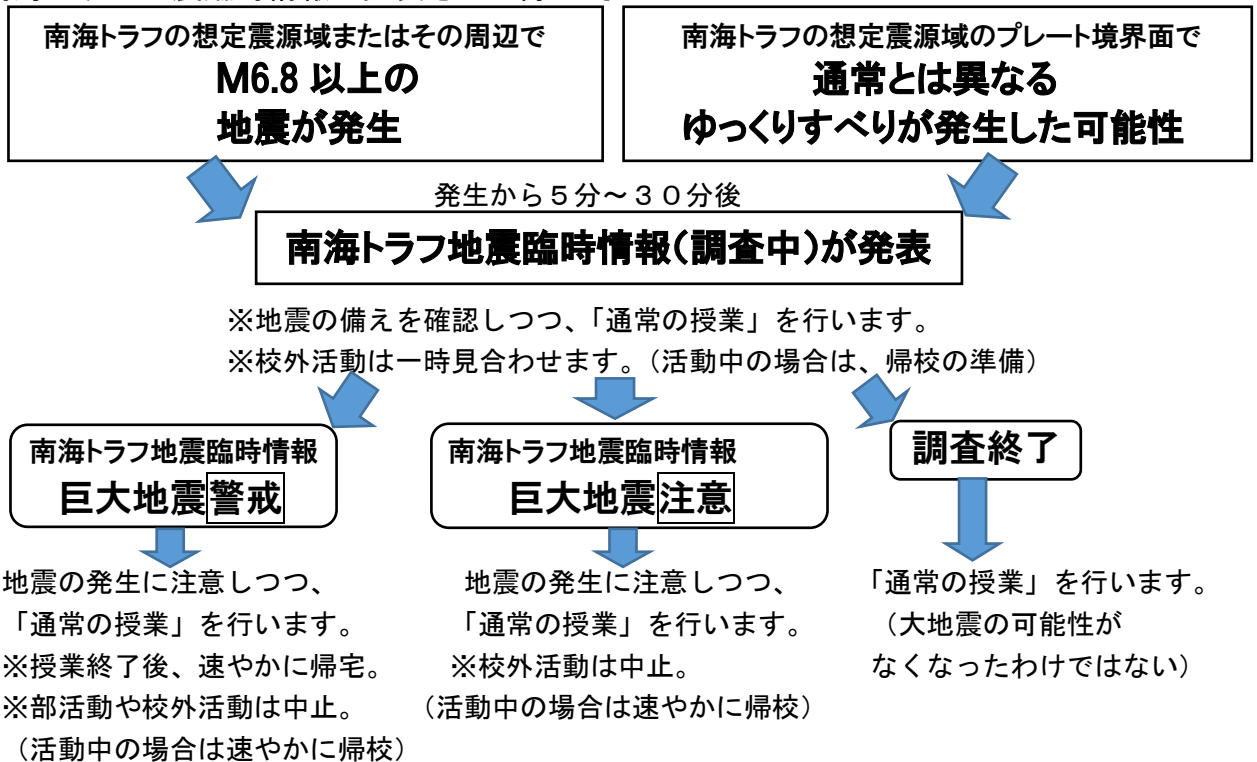 南海トラフの想定震源域またはその周辺で
M6.8 以上の
地震が発生
南海トラフの想定震源域のプレート境界面で
通常とは異なる
ゆっくりすべりが発生した可能性
発生から5分~30分後
南海トラフ地震臨時情報(調査中)が発表
※地震の備えを確認しつつ、「通常の授業」を行います。
※校外活動は一時見合わせます。(活動中の場合は、帰校の準備)
南海トラフ地震臨時情報
巨大地震警戒
地震の発生に注意しつつ、
「通常の授業」を行います。
※授業終了後、速やかに帰宅。
※部活動や校外活動は中止。
(活動中の場合は速やかに帰校)
南海トラフ地震臨時情報
巨大地震注意
地震の発生に注意しつつ、
「通常の授業」を行います。
※校外活動は中止。
(活動中の場合は速やかに帰校)
調査終了
「通常の授業」を行います。
(大地震の可能性が
なくなったわけではない)